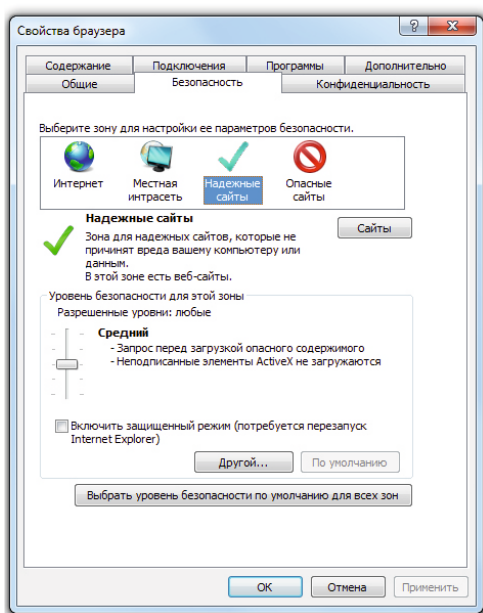 Свойства браузера
Содержание Подключения Программы Дополнительно
Общие Безопасность Конфиденциальность
Выберите зону для настройки ее параметров безопасности.
Интернет Местная интрасеть Надежные сайты Опасные сайты
Надежные сайты
Сайты
Зона для надежных сайтов, которые не
причинят вреда вашему компьютеру или
данным.
В этой зоне есть веб-сайты.
Уровень безопасности для этой зоны
Разрешенные уровни: любые
Средний
- Запрос перед загрузкой опасного содержимого
- Неподписанные элементы ActiveX не загружаются
Включить защищенный режим (потребуется перезапуск
Internet Explorer)
Другой... По умолчанию
Выбрать уровень безопасности по умолчанию для всех зон
ОК Отмена Применить